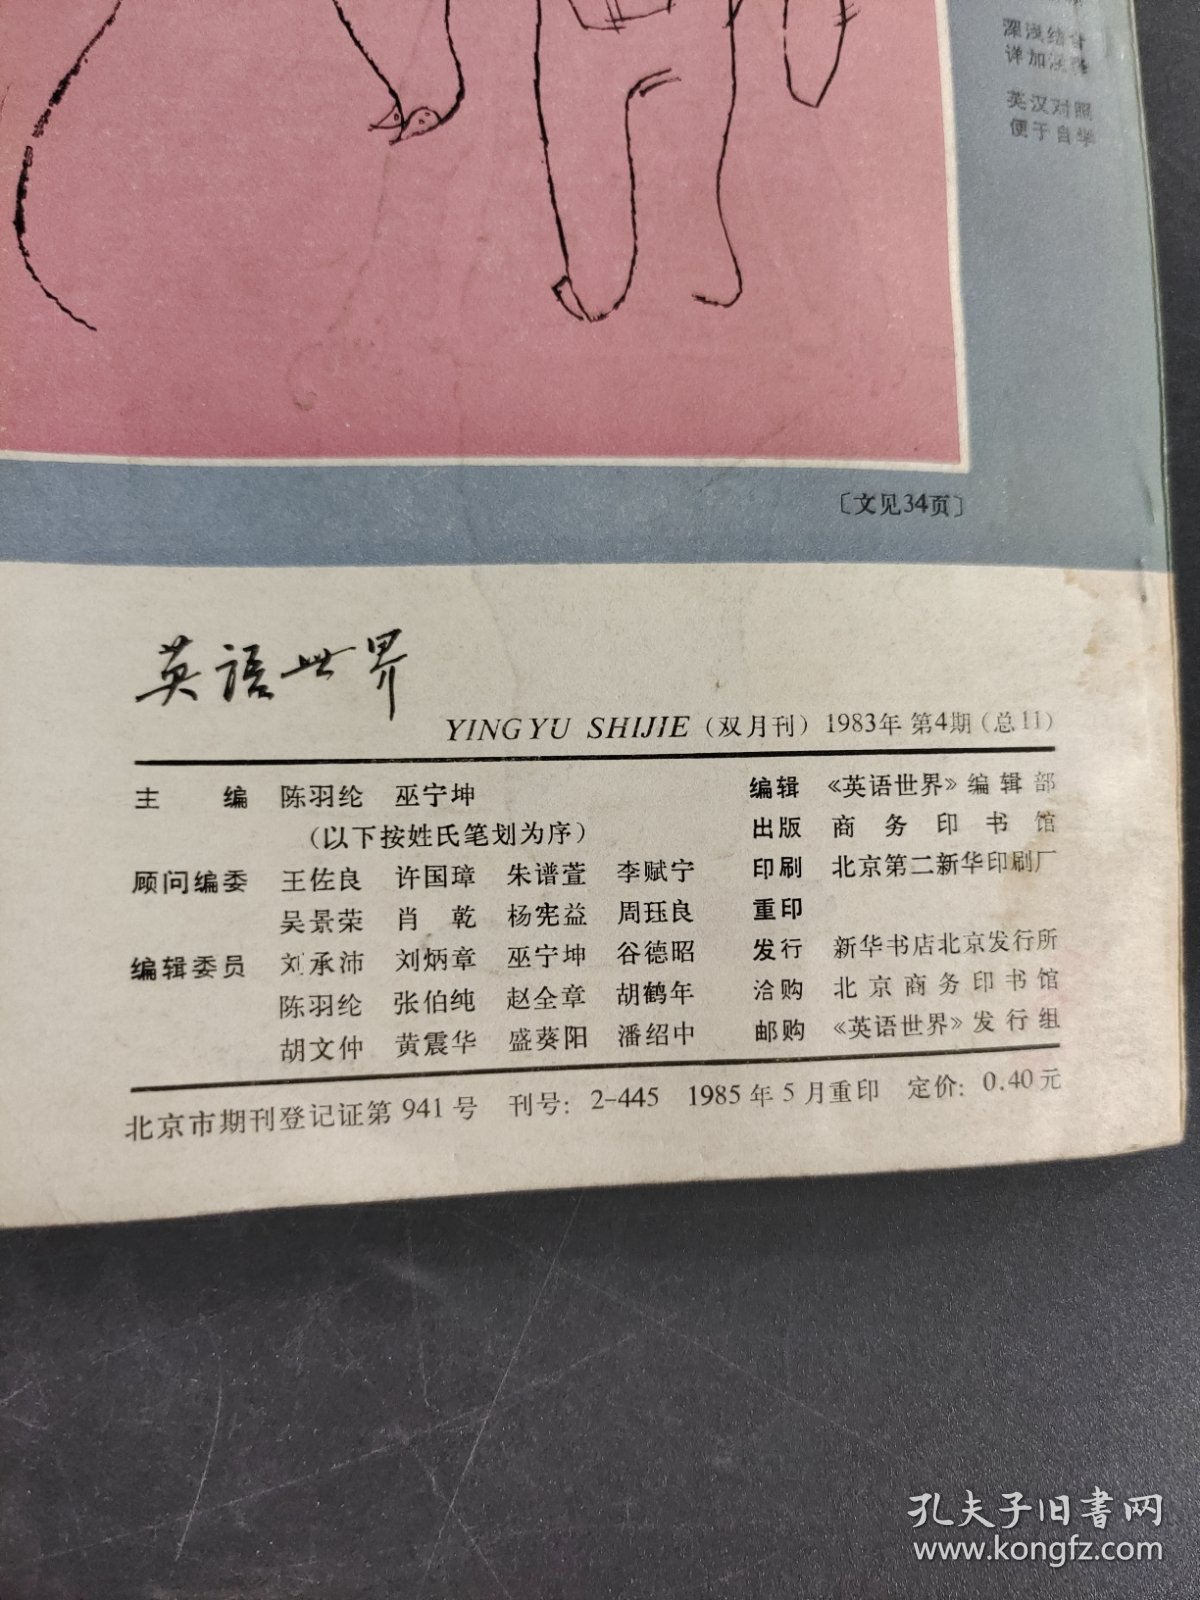 深浅结合
详加注释
英汉对照
便于自学
〔文见34页〕
英语世界
YINGYU SHIJIE（双月刊）1983年 第4期（总11）
主 编 陈羽纶 巫宁坤
（以下按姓氏笔划为序）
顾问编委 王佐良 许国璋 朱谱萱 李赋宁
吴景荣 肖 乾 杨宪益 周珏良
编辑委员 刘承沛 刘炳章 巫宁坤 谷德昭
陈羽纶 张伯纯 赵全章 胡鹤年
胡文仲 黄震华 盛葵阳 潘绍中
编辑 《英语世界》编辑部
出版 商务印书馆
印刷 北京第二新华印刷厂
重印
发行 新华书店北京发行所
洽购 北京商务印书馆
邮购 《英语世界》发行组
北京市期刊登记证第 941 号 刊号：2-445 1985年5月重印 定价：0.40元
孔夫子旧书网
www.kongfz.com